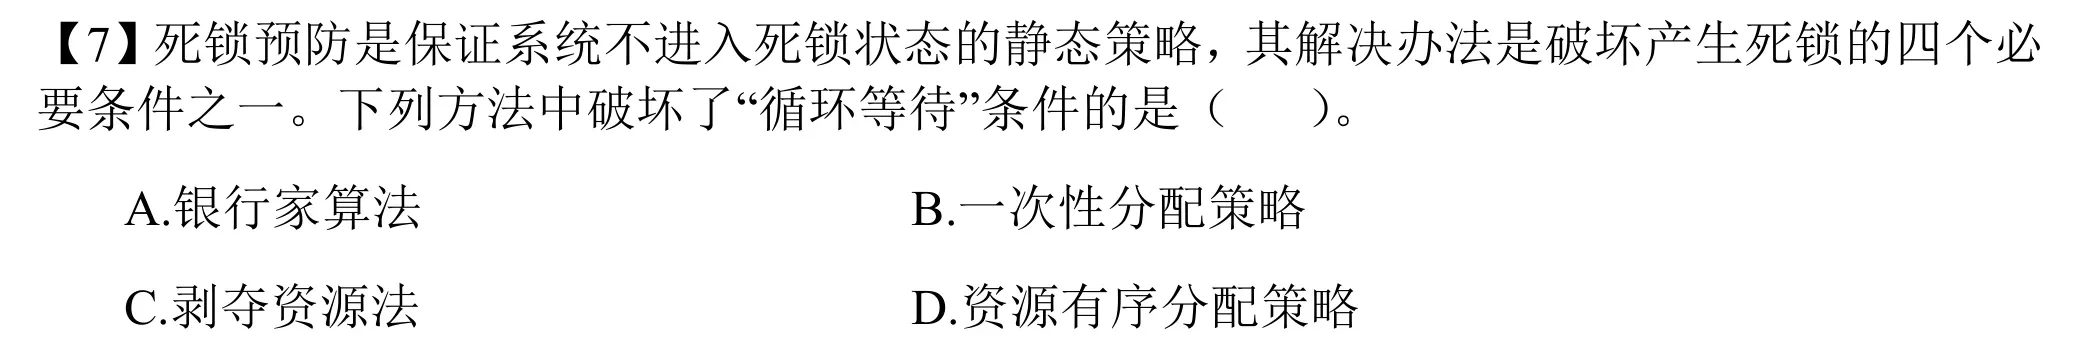 【7】死锁预防是保证系统不进入死锁状态的静态策略，其解决办法是破坏产生死锁的四个必
要条件之一。下列方法中破坏了“循环等待”条件的是（  ）。
A.银行家算法 B.一次性分配策略
C.剥夺资源法 D.资源有序分配策略